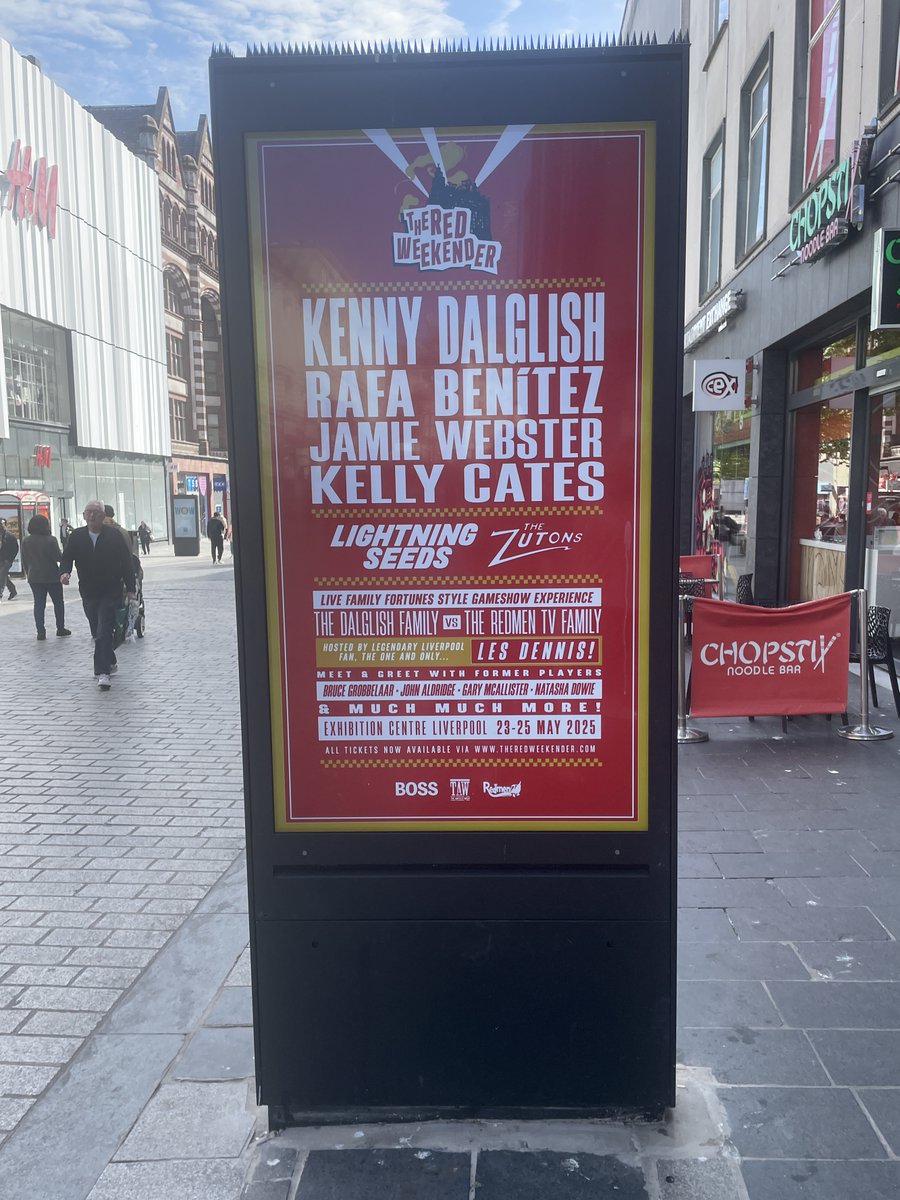 THE RED
WEEKENDER
KENNY DALGLISH
RAFA BENíTEZ
JAMIE WEBSTER
KELLY CATES
LIGHTNING
SEEDS
THE
ZUTONS
LIVE FAMILY FORTUNES STYLE GAMESHOW EXPERIENCE
THE DALGLISH FAMILY VS THE REDMEN TV FAMILY
HOSTED BY LEGENDARY LIVERPOOL
FAN, THE ONE AND ONLY...
LES DENNIS!
MEET & GREET WITH FORMER PLAYERS
BRUCE GROBBELAAR · JOHN ALDRIDGE · GARY MCALLISTER · NATASHA DOWIE
& MUCH MUCH MORE!
EXHIBITION CENTRE LIVERPOOL 23-25 MAY 2025
ALL TICKETS NOW AVAILABLE VIA WWW.THEREDWEEKENDER.COM
BOSS
TAW
Redmen
H&M
H&M
WOW
CHOPSTI
NOODLE BAR
cex
CHOPSTIX
NOODLE BAR